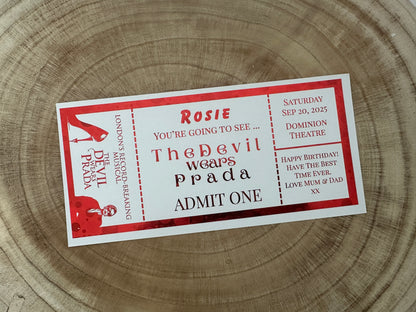 LONDON'S RECORD-BREAKING
MUSICAL
THE
DEVIL
WEARS
PRADA
ROSIE
YOU'RE GOING TO SEE ...
The Devil
wears
Prada
ADMIT ONE
SATURDAY
SEP 20, 2025
DOMINION
THEATRE
HAPPY BIRTHDAY!
HAVE THE BEST
TIME EVER.
LOVE MUM & DAD
XX